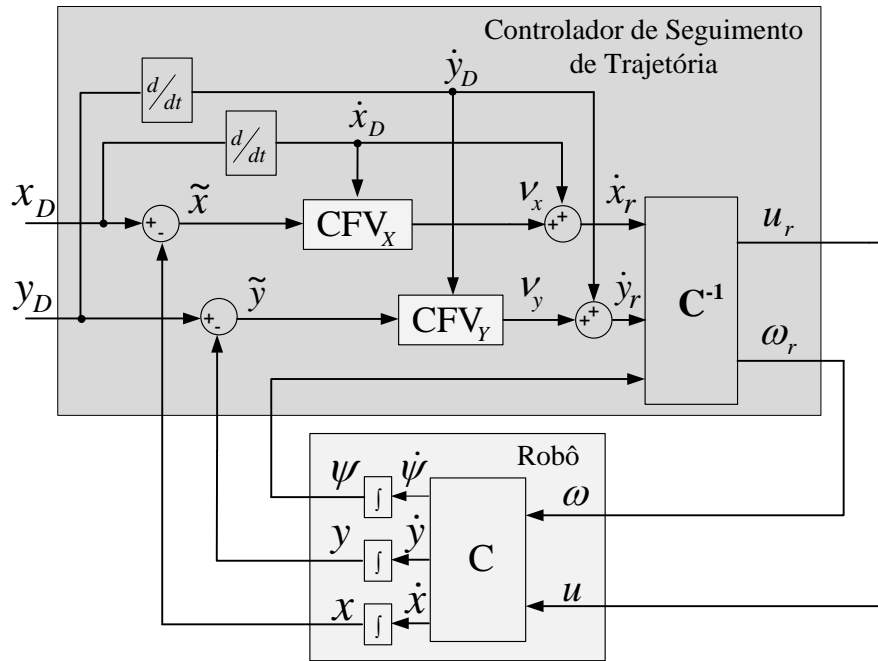 Controlador de Seguimento
de Trajetória
d/dt
ẏ_D
d/dt
ẋ_D
x_D
+
-
x̃
CFV_X
ν_x
+
+
ẋ_r
u_r
y_D
+
-
ỹ
CFV_Y
ν_y
+
+
ẏ_r
C⁻¹
ω_r
Robô
ψ
∫
ψ̇
ω
y
∫
ẏ
C
x
∫
ẋ
u